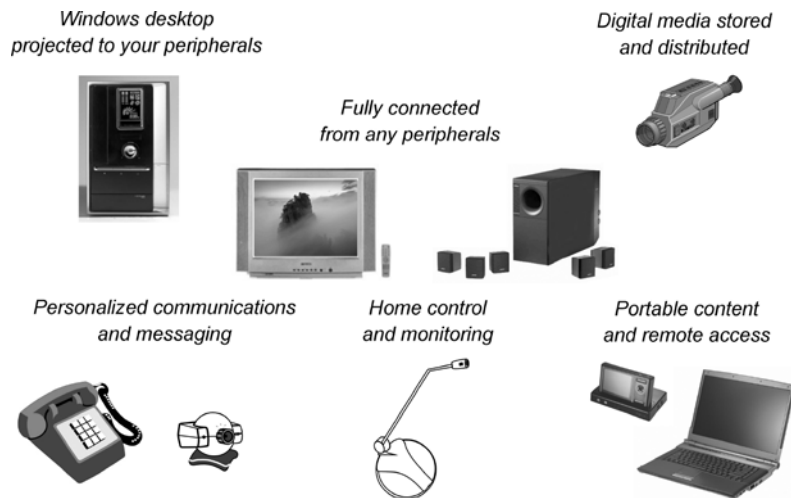 Windows desktop
projected to your peripherals
Digital media stored
and distributed
Fully connected
from any peripherals
Personalized communications
and messaging
Home control
and monitoring
Portable content
and remote access